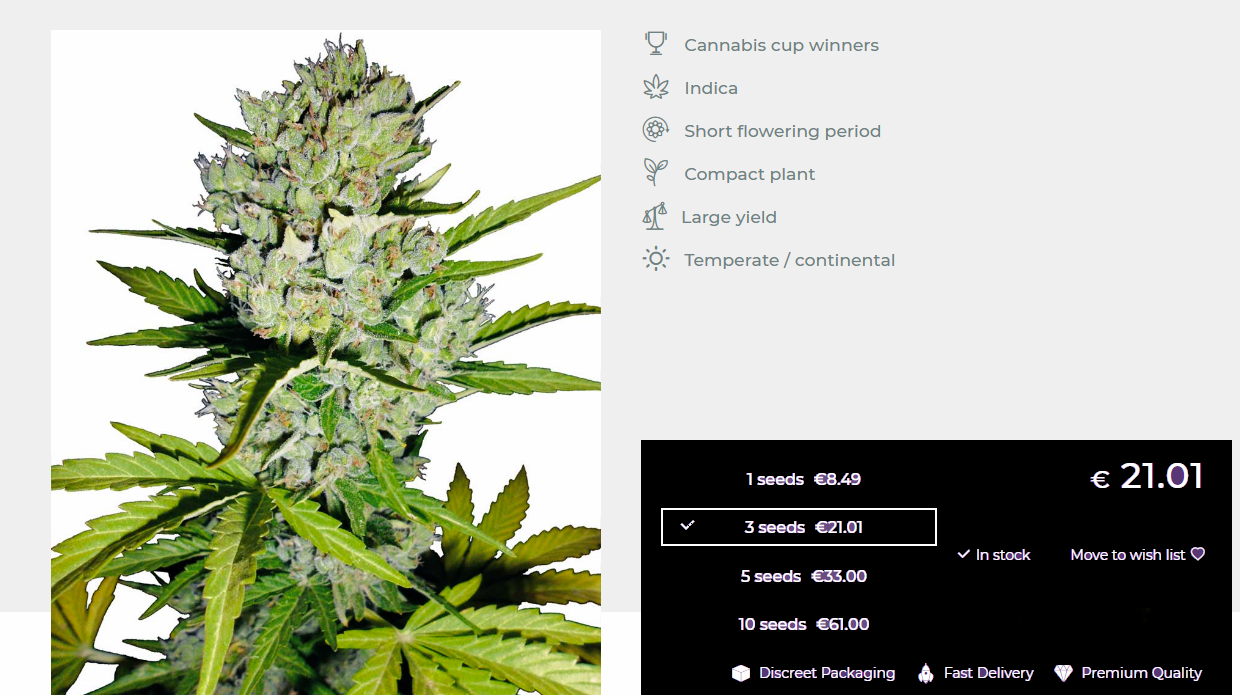 Cannabis cup winners
Indica
Short flowering period
Compact plant
Large yield
Temperate / continental
1 seeds €8.49
€ 21.01
3 seeds €21.01
In stock
Move to wish list
5 seeds €33.00
10 seeds €61.00
Discreet Packaging
Fast Delivery
Premium Quality